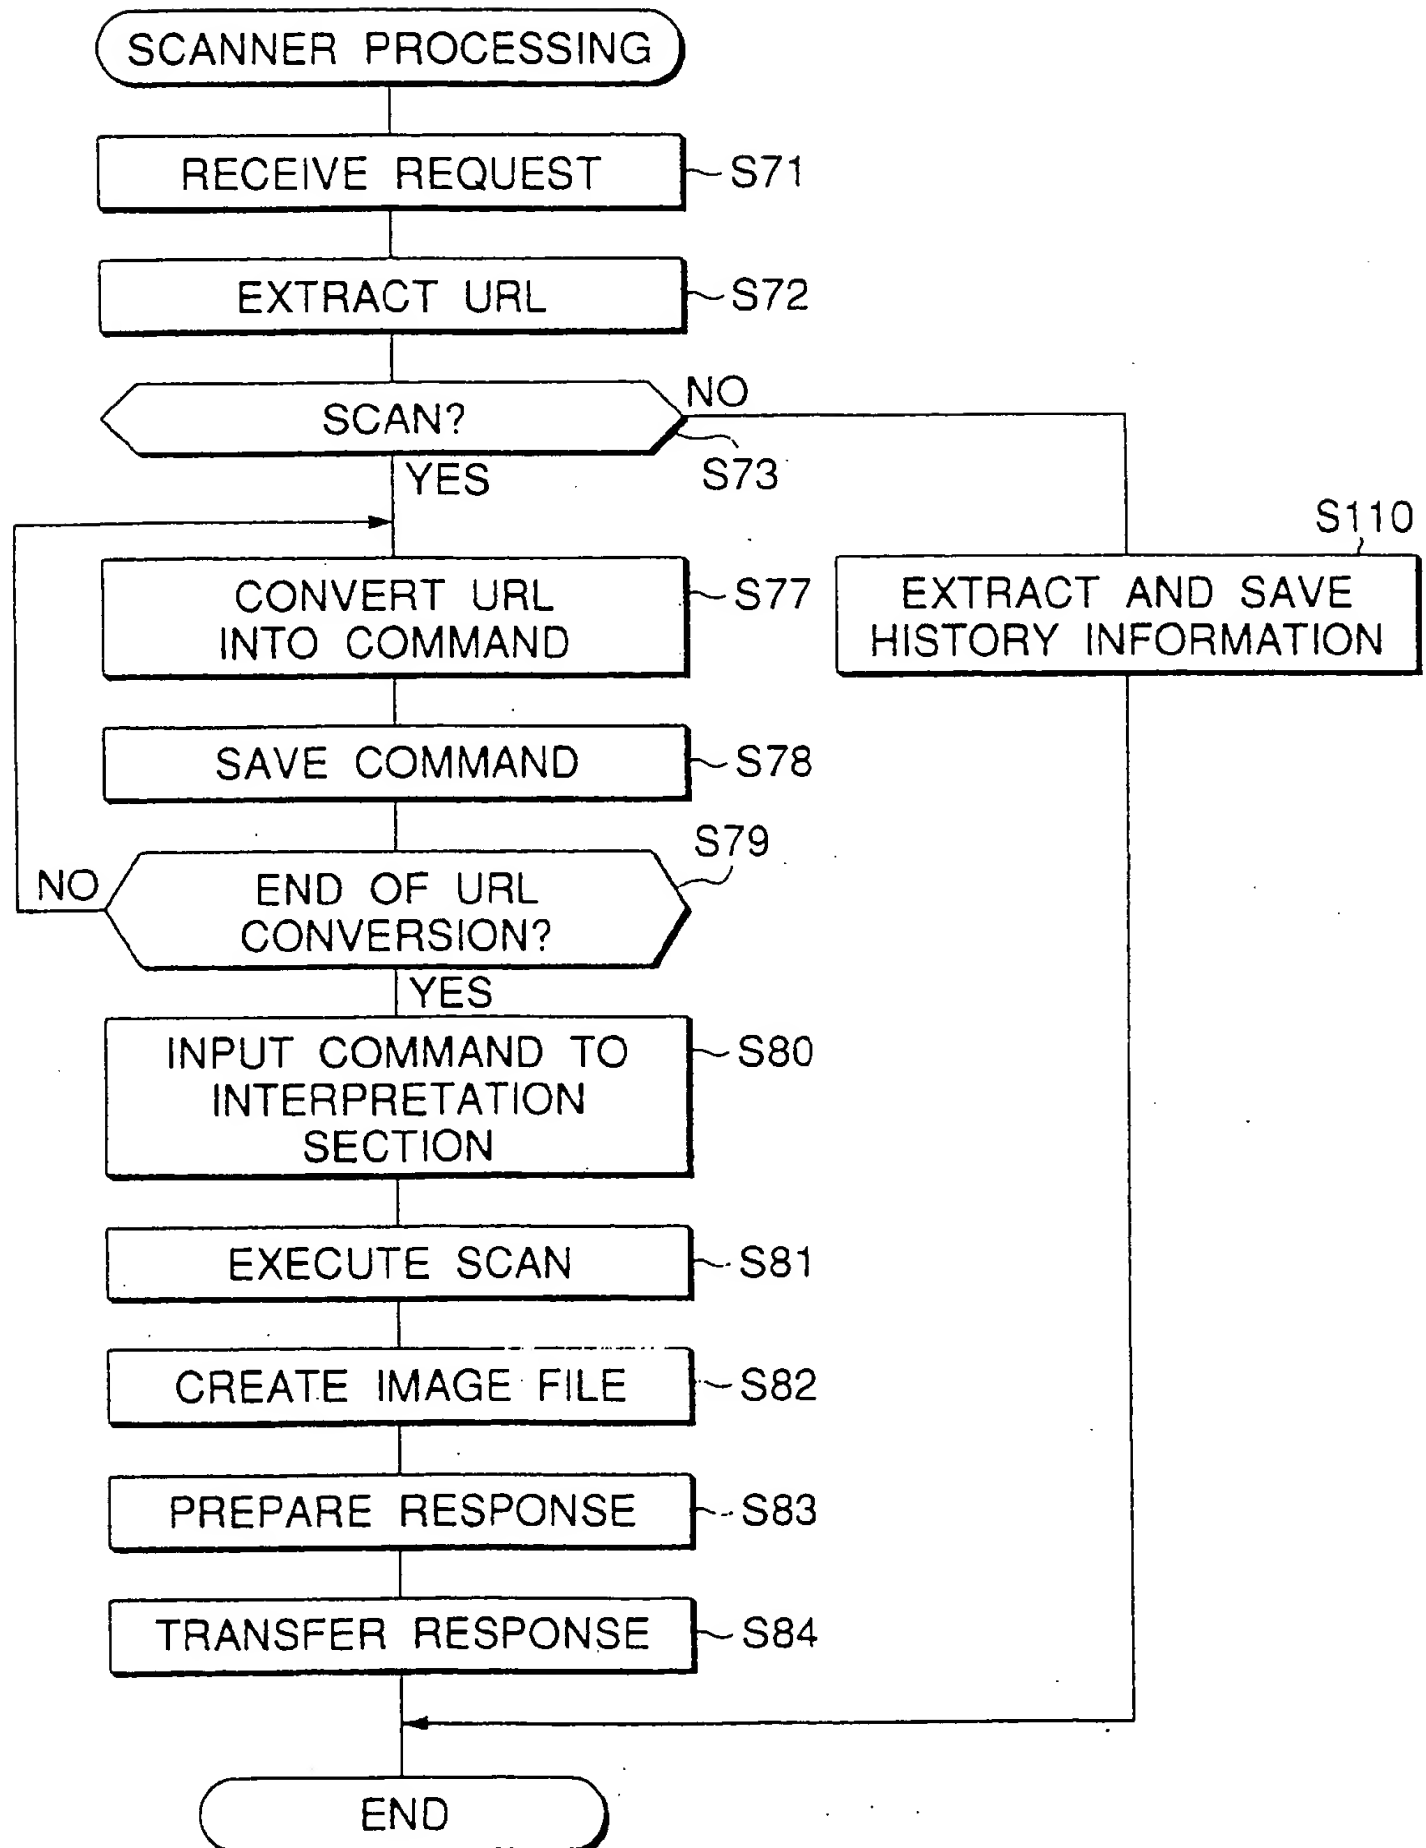 SCANNER PROCESSING
RECEIVE REQUEST
S71
EXTRACT URL
S72
SCAN?
NO
S73
YES
CONVERT URL
INTO COMMAND
S77
S110
EXTRACT AND SAVE
HISTORY INFORMATION
SAVE COMMAND
S78
S79
NO
END OF URL
CONVERSION?
YES
INPUT COMMAND TO
INTERPRETATION
SECTION
S80
EXECUTE SCAN
S81
CREATE IMAGE FILE
S82
PREPARE RESPONSE
S83
TRANSFER RESPONSE
S84
END